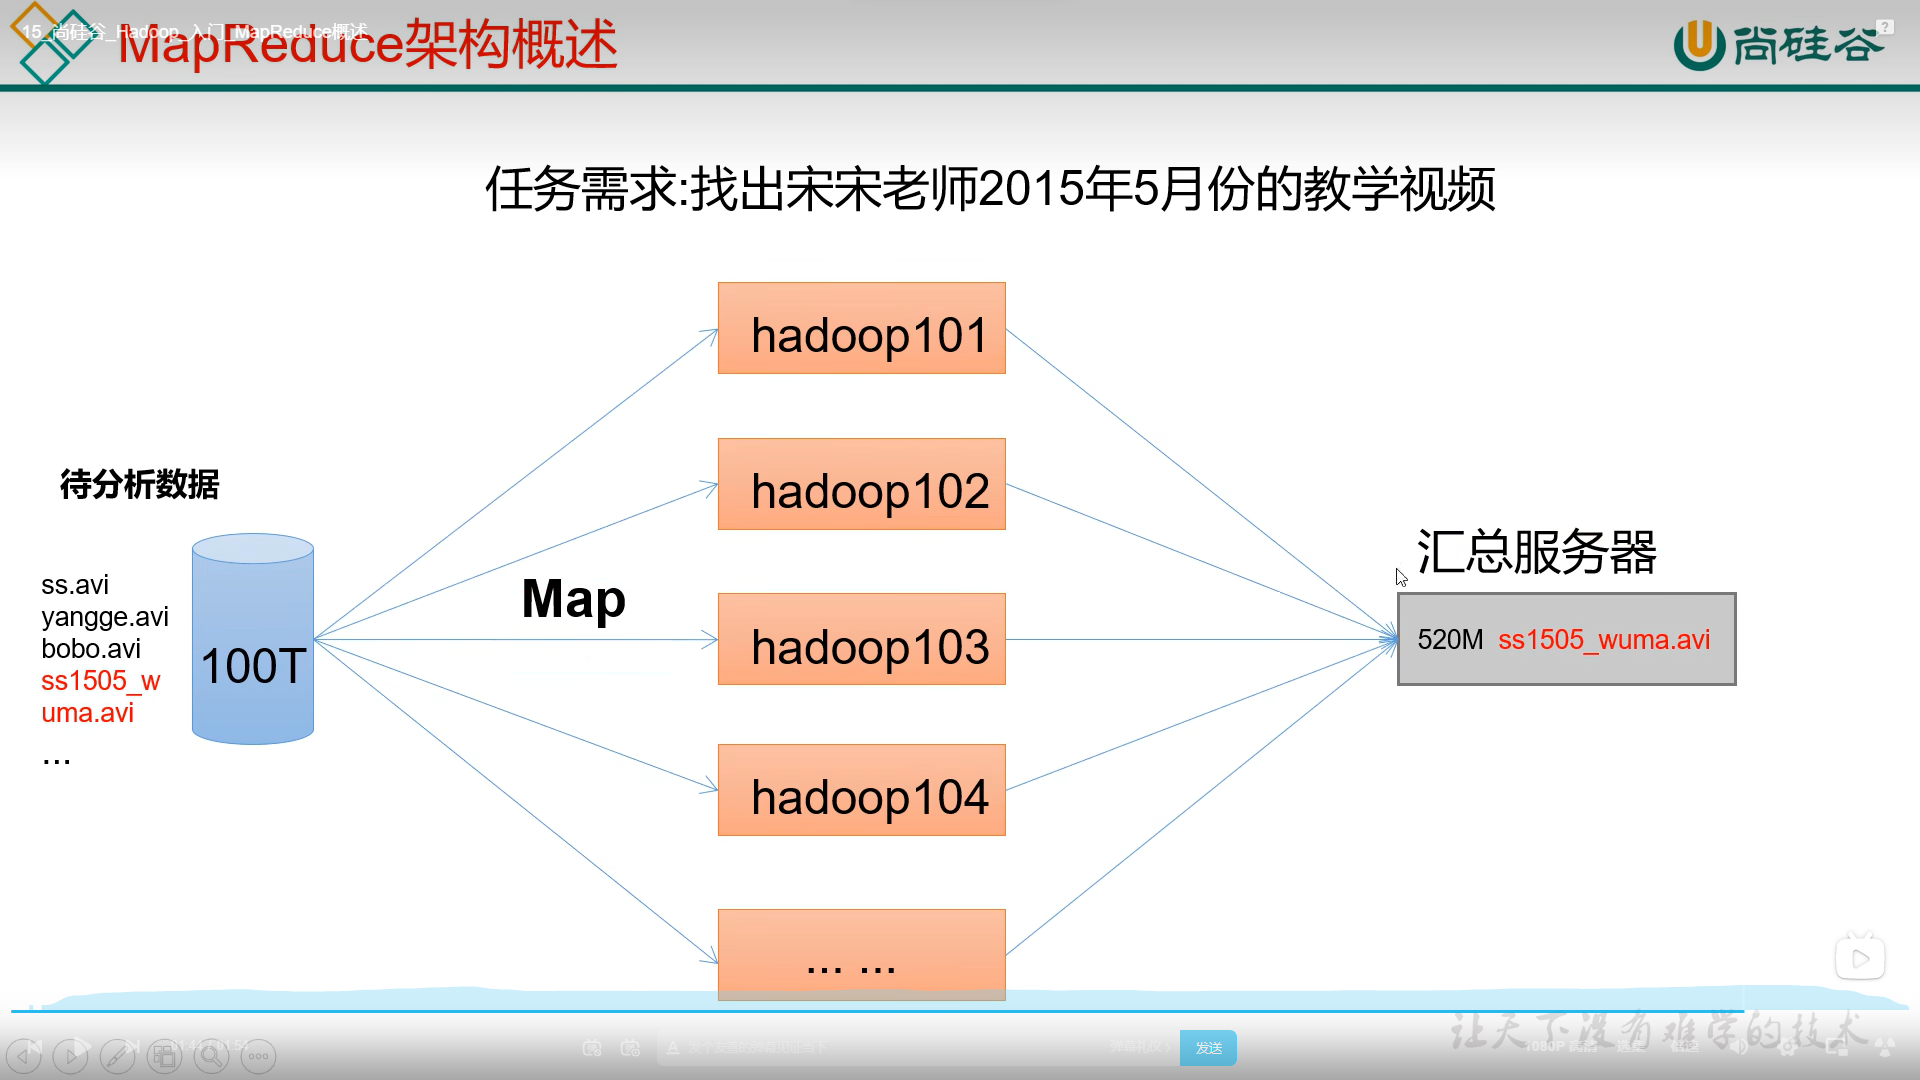 15_尚硅谷_Hadoop_入门_MapReduce概述
MapReduce架构概述
尚硅谷
任务需求:找出宋宋老师2015年5月份的教学视频
hadoop101
hadoop102
待分析数据
汇总服务器
ss.avi
yangge.avi
bobo.avi
ss1505_w
uma.avi
...
100T
Map
hadoop103
520M ss1505_wuma.avi
hadoop104
... ...
让天下没有难学的技术
弹幕礼仪
发送
1080P 高清
选集
倍速